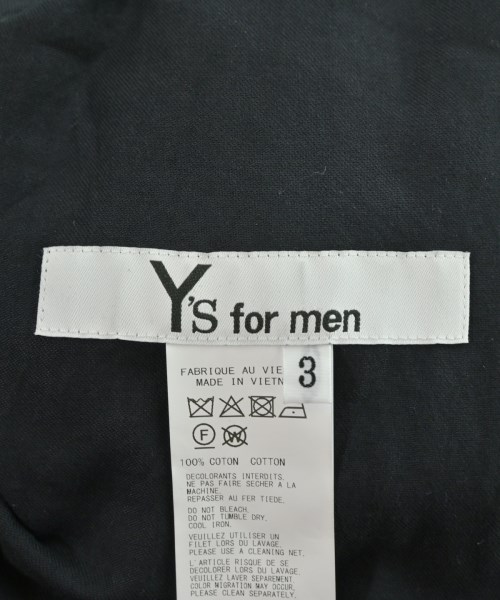 Y's for men
3
FABRIQUE AU VIE
MADE IN VIETN
F W
100% COTON COTTON
DECOLORANTS INTERDITS.
NE PAS FAIRE SECHER A LA
MACHINE.
REPASSER AU FER TIEDE.
DO NOT BLEACH.
DO NOT TUMBLE DRY.
COOL IRON.
VEUILLEZ UTILISER UN
FILET LORS DU LAVAGE.
PLEASE USE A CLEANING NET.
L'ARTICLE RISQUE DE SE
DECOLORER LORS DU LAVAGE.
VEUILLEZ LAVER SEPAREMENT.
COLOR MIGRATION MAY OCCUR.
PLEASE CLEAN SEPARATELY.